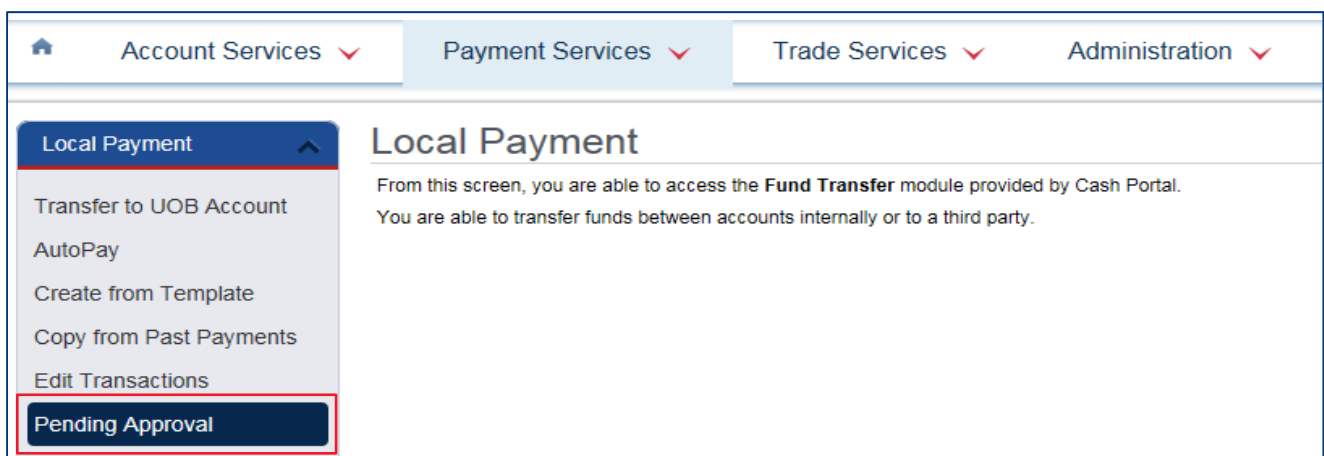 Account Services
Payment Services
Trade Services
Administration
Local Payment
Transfer to UOB Account
AutoPay
Create from Template
Copy from Past Payments
Edit Transactions
Pending Approval
Local Payment
From this screen, you are able to access the Fund Transfer module provided by Cash Portal.
You are able to transfer funds between accounts internally or to a third party.